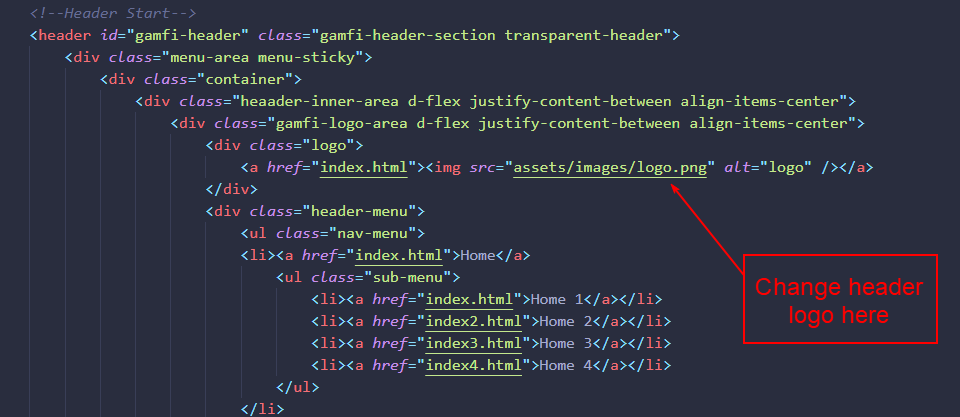 <!--Header Start-->
<header id="gamfi-header" class="gamfi-header-section transparent-header">
<div class="menu-area menu-sticky">
<div class="container">
<div class="heaader-inner-area d-flex justify-content-between align-items-center">
<div class="gamfi-logo-area d-flex justify-content-between align-items-center">
<div class="logo">
<a href="index.html"><img src="assets/images/logo.png" alt="logo" /></a>
</div>
<div class="header-menu">
<ul class="nav-menu">
<li><a href="index.html">Home</a>
<ul class="sub-menu">
<li><a href="index.html">Home 1</a></li>
<li><a href="index2.html">Home 2</a></li>
<li><a href="index3.html">Home 3</a></li>
<li><a href="index4.html">Home 4</a></li>
</ul>
</li>
Change header
logo here